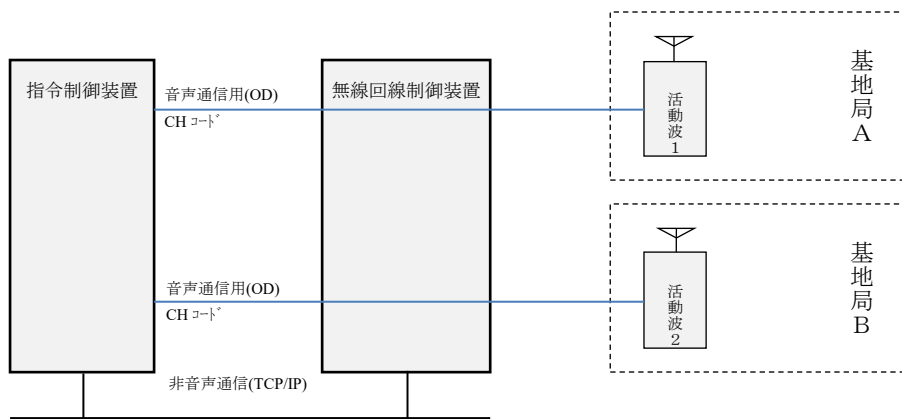 指令制御装置
音声通信用(OD)
CH ｺｰﾄﾞ
無線回線制御装置
活動波1
基地局A
音声通信用(OD)
CH ｺｰﾄﾞ
活動波2
基地局B
非音声通信(TCP/IP)